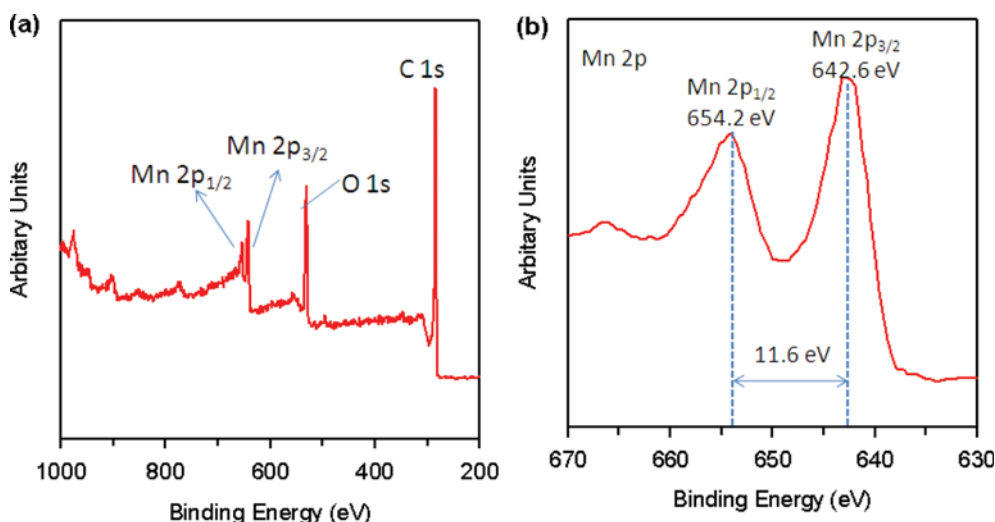 (a)
C 1s
Mn 2p3/2
Mn 2p1/2
O 1s
Arbitary Units
1000 800 600 400 200
Binding Energy (eV)
(b)
Mn 2p
Mn 2p3/2
642.6 eV
Mn 2p1/2
654.2 eV
11.6 eV
Arbitary Units
670 660 650 640 630
Binding Energy (eV)